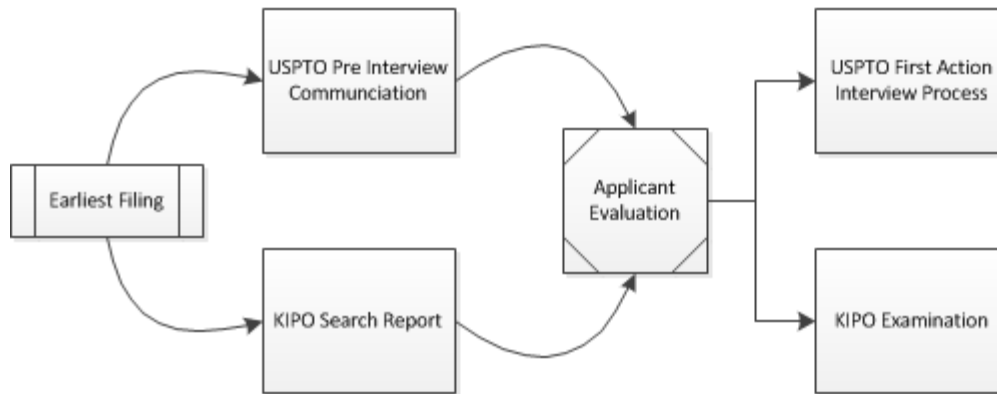 USPTO Pre Interview
Communciation
USPTO First Action
Interview Process
Earliest Filing
Applicant
Evaluation
KIPO Search Report
KIPO Examination